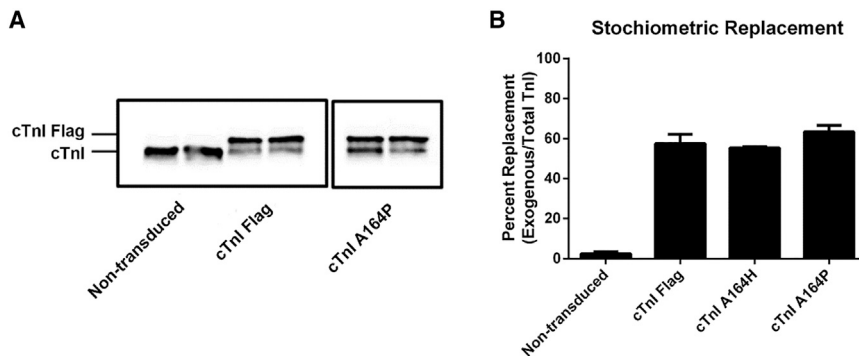 A
cTnI Flag
cTnI
Non-transduced
cTnI Flag
cTnI A164P
B
Stochiometric Replacement
Percent Replacement
(Exogenous/Total TnI)
100
80
60
40
20
0
Non-transduced
cTnI Flag
cTnI A164H
cTnI A164P